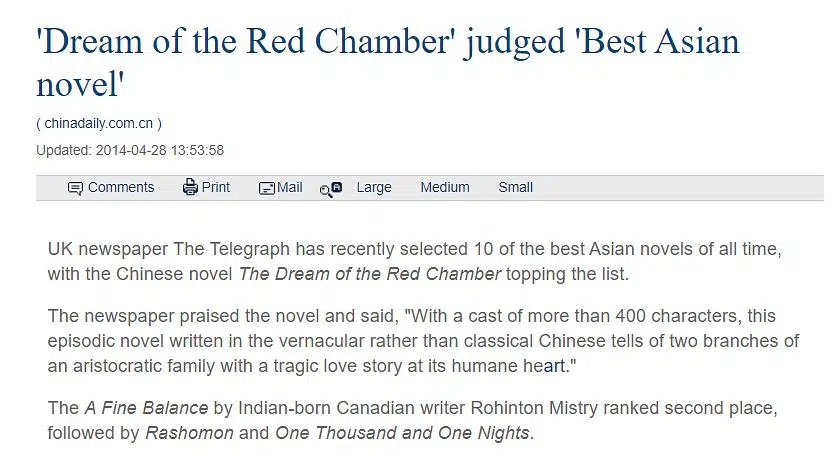 'Dream of the Red Chamber' judged 'Best Asian
novel'
( chinadaily.com.cn )
Updated: 2014-04-28 13:53:58
Comments Print Mail Large Medium Small
UK newspaper The Telegraph has recently selected 10 of the best Asian novels of all time,
with the Chinese novel The Dream of the Red Chamber topping the list.
The newspaper praised the novel and said, "With a cast of more than 400 characters, this
episodic novel written in the vernacular rather than classical Chinese tells of two branches of
an aristocratic family with a tragic love story at its humane heart."
The A Fine Balance by Indian-born Canadian writer Rohinton Mistry ranked second place,
followed by Rashomon and One Thousand and One Nights.